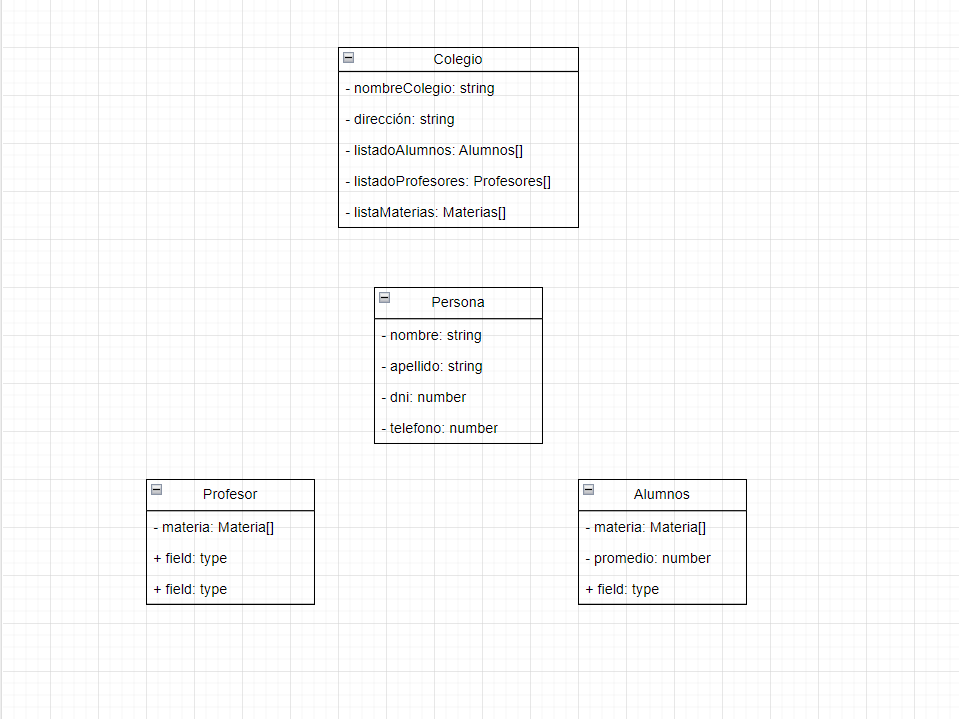 Colegio
- nombreColegio: string
- dirección: string
- listadoAlumnos: Alumnos[]
- listadoProfesores: Profesores[]
- listaMaterias: Materias[]
Persona
- nombre: string
- apellido: string
- dni: number
- telefono: number
Profesor
- materia: Materia[]
+ field: type
+ field: type
Alumnos
- materia: Materia[]
- promedio: number
+ field: type